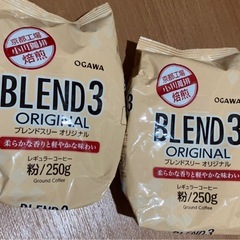 京都工場
小川珈琲
焙煎
OGAWA
BLEND3
ORIGINAL
ブレンドスリー オリジナル
柔らかな香りと軽やかな味わい
レギュラーコーヒー
粉/250g
Ground Coffee
BLEND 3
京都工場
小川珈琲
焙煎
OGAWA
BLEND3
ORIGINAL
ブレンドスリー オリジナル
柔らかな香りと軽やかな味わい
レギュラーコーヒー
粉/250g
Ground Coffee
BLEND 3